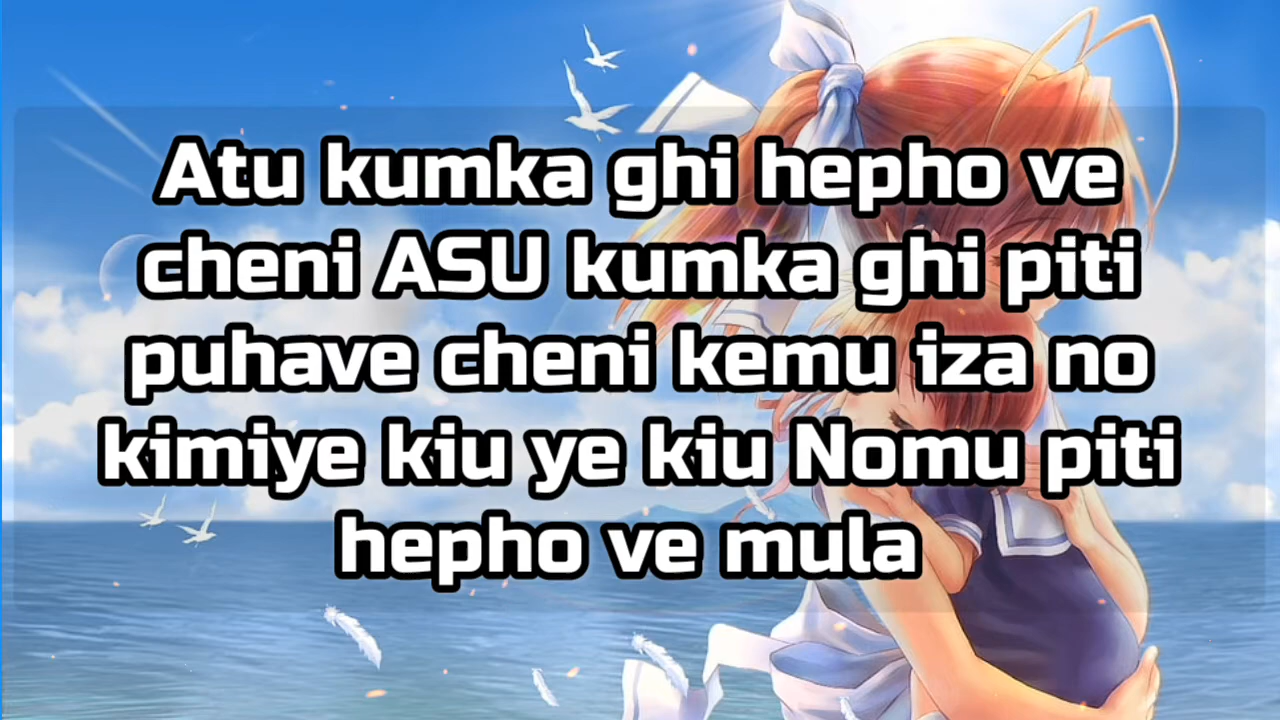 Atu kumka ghi hepho ve
cheni ASU kumka ghi piti
puhave cheni kemu iza no
kimiye kiu ye kiu Nomu piti
hepho ve mula